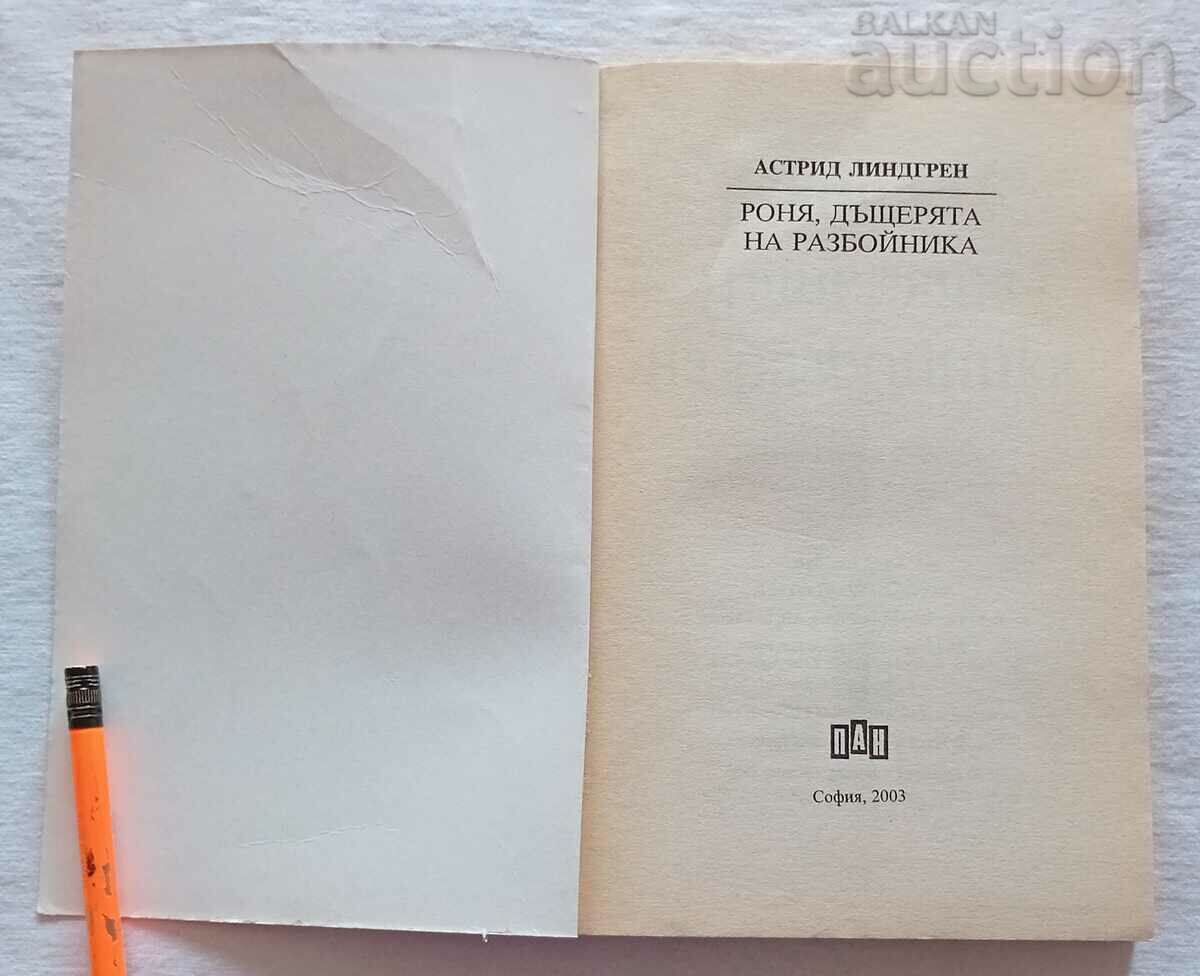 BALKAN
auction
АСТРИД ЛИНДГРЕН
РОНЯ, ДЪЩЕРЯТА
НА РАЗБОЙНИКА
ПАН
София, 2003